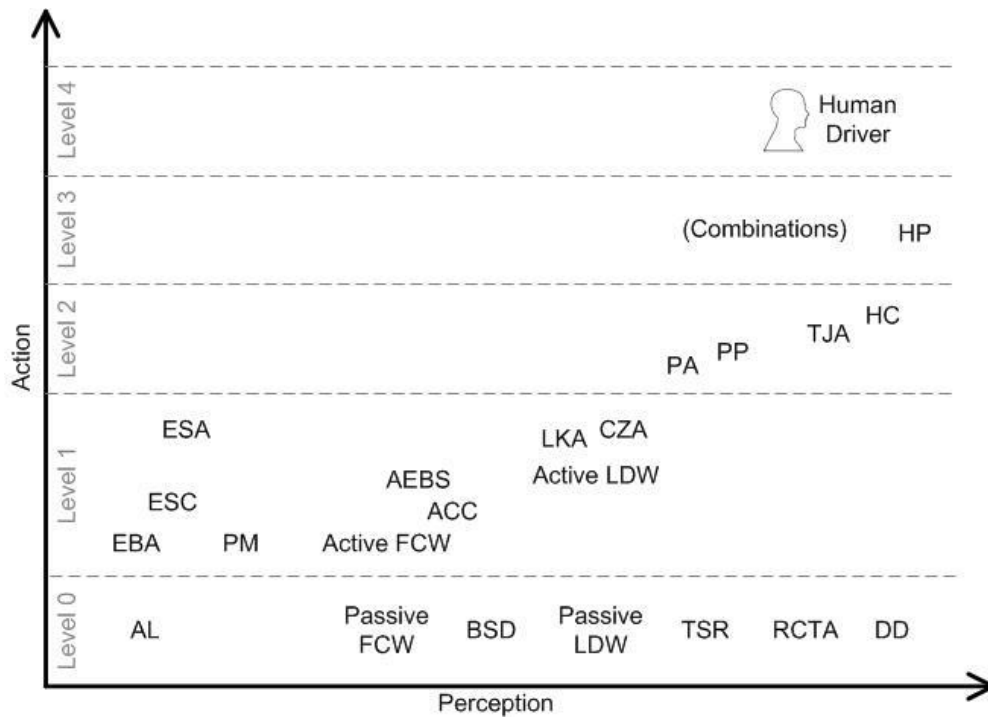 Level 4
Human
Driver
Level 3
(Combinations)
HP
Level 2
HC
TJA
PP
PA
Action
Level 1
ESA
CZA
LKA
Active LDW
AEBS
ESC
ACC
EBA
PM
Active FCW
Level 0
AL
Passive
FCW
BSD
Passive
LDW
TSR
RCTA
DD
Perception